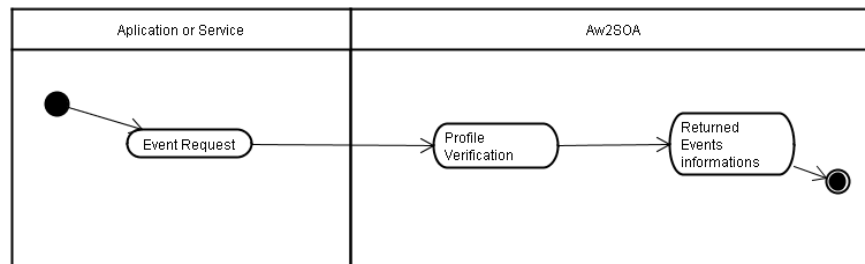 Aplication or Service
Aw2SOA
Event Request
Profile
Verification
Returned
Events
informations